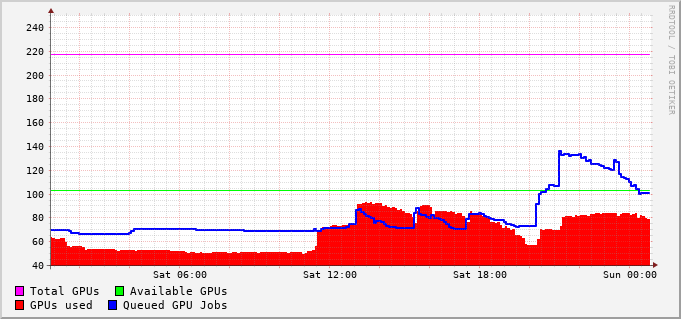 240
220
200
180
160
140
120
100
80
60
40
Sat 06:00 Sat 12:00 Sat 18:00 Sun 00:00
Total GPUs Available GPUs
GPUs used Queued GPU Jobs
RRDTOOL / TOBI OETIKER